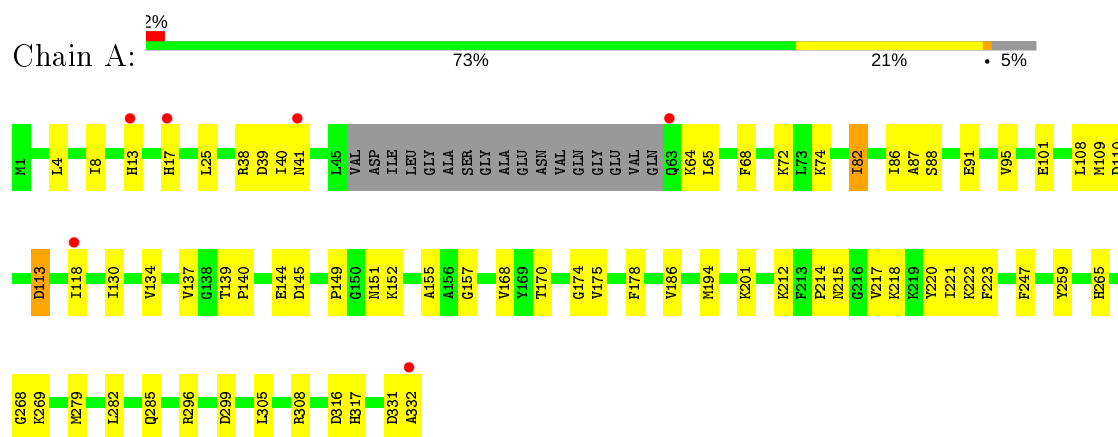 2%
Chain A:
73% 21% • 5%
M1 L4 I8 H13 H17 L25 R38 D39 I40 N41 L45 VAL ASP ILE LEU GLY ALA SER GLY ALA GLU ASN VAL GLN GLY GLU VAL GLN Q63 K64 L65 F68 K72 L73 K74 I82 I86 A87 S88 E91 V95 E101 L108 M109 D110
D113 I118 I130 V134 V137 G138 T139 P140 E144 D145 P149 G150 N151 K152 A155 A156 G157 V168 Y169 T170 G174 V175 F178 V186 M194 K201 K212 F213 P214 N215 G216 V217 K218 K219 Y220 I221 K222 F223 F247 Y259 H265
G268 K269 M279 L282 Q285 R296 D299 L305 R308 D316 H317 D331 A332